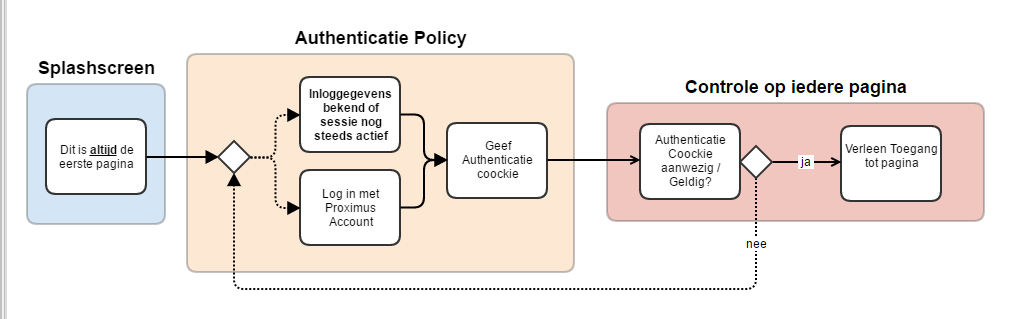 Splashscreen
Dit is altijd de
eerste pagina
Authenticatie Policy
Inloggegevens
bekend of
sessie nog
steeds actief
Log in met
Proximus
Account
Geef
Authenticatie
coockie
Controle op iedere pagina
Authenticatie
Coockie
aanwezig /
Geldig?
ja
Verleen Toegang
tot pagina
nee